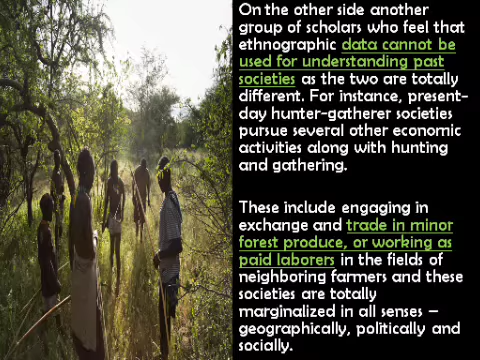 On the other side another
group of scholars who feel that
ethnographic data cannot be
used for understanding past
societies as the two are totally
different. For instance, present-
day hunter-gatherer societies
pursue several other economic
activities along with hunting
and gathering.
These include engaging in
exchange and trade in minor
forest produce, or working as
paid laborers in the fields of
neighboring farmers and these
societies are totally
marginalized in all senses –
geographically, politically and
socially.